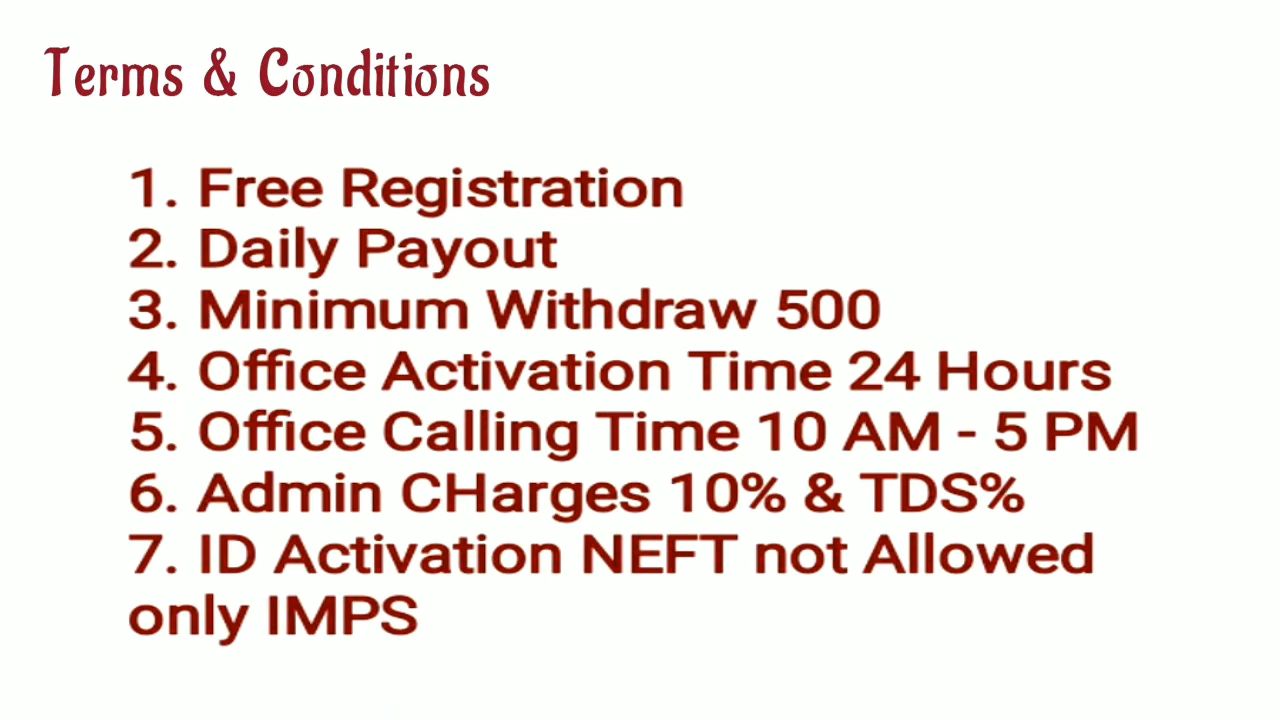 Terms & Conditions
1. Free Registration
2. Daily Payout
3. Minimum Withdraw 500
4. Office Activation Time 24 Hours
5. Office Calling Time 10 AM - 5 PM
6. Admin CHarges 10% & TDS%
7. ID Activation NEFT not Allowed
only IMPS